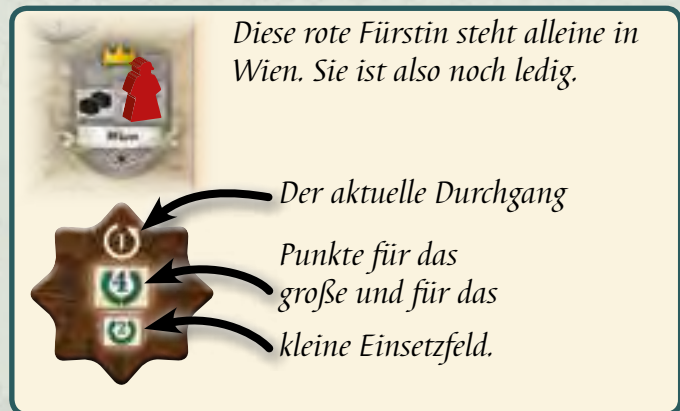 Diese rote Fürstin steht alleine in
Wien. Sie ist also noch ledig.
Wien
Der aktuelle Durchgang
1
Punkte für das
große und für das
4
kleine Einsetzfeld.
2